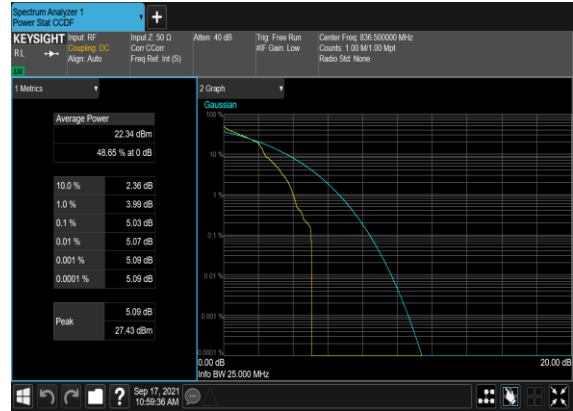 Spectrum Analyzer 1
Power Stat CCDF
KEYSIGHT
RL
Input: RF
Coupling: DC
Align: Auto
Input Z: 50 Ω
Corr CCorr
Freq Ref: Int (S)
Atten: 40 dB
Trig: Free Run
#IF Gain: Low
Center Freq: 836.500000 MHz
Counts: 1.00 M/1.00 Mpt
Radio Std: None
1 Metrics
Average Power
22.34 dBm
48.65 % at 0 dB
10.0 % 2.36 dB
1.0 % 3.99 dB
0.1 % 5.03 dB
0.01 % 5.07 dB
0.001 % 5.09 dB
0.0001 % 5.09 dB
Peak
5.09 dB
27.43 dBm
2 Graph
Gaussian
100 %
10 %
1 %
0.1 %
0.01 %
0.001 %
0.0001 %
0.00 dB
20.00 dB
Info BW 25.000 MHz
?
Sep 17, 2021
10:59:36 AM